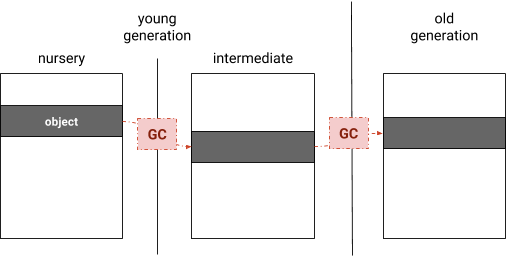 young
generation
old
generation
nursery
intermediate
object
GC
GC